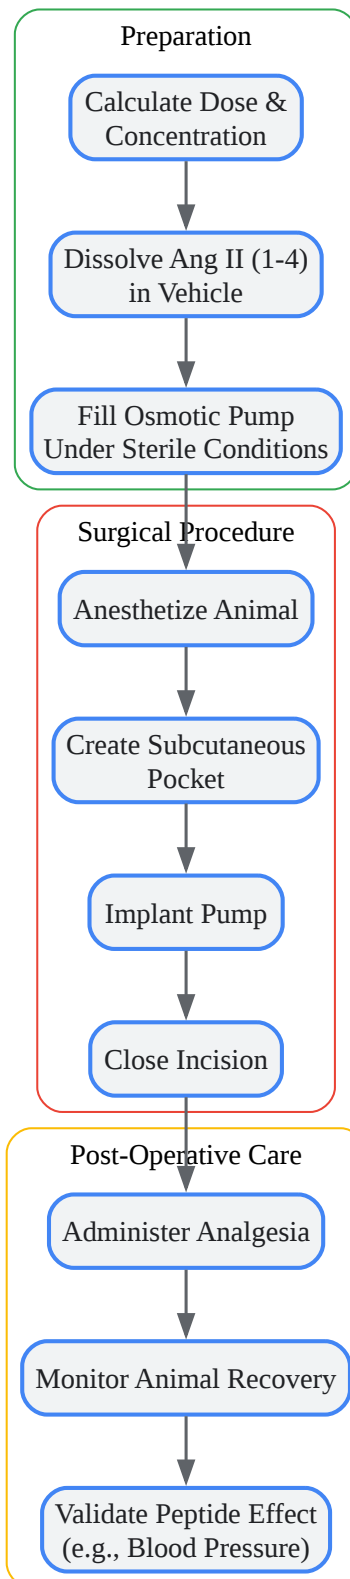 Preparation
Calculate Dose &
Concentration
Dissolve Ang II (1-4)
in Vehicle
Fill Osmotic Pump
Under Sterile Conditions
Surgical Procedure
Anesthetize Animal
Create Subcutaneous
Pocket
Implant Pump
Close Incision
Post-Operative Care
Administer Analgesia
Monitor Animal Recovery
Validate Peptide Effect
(e.g., Blood Pressure)